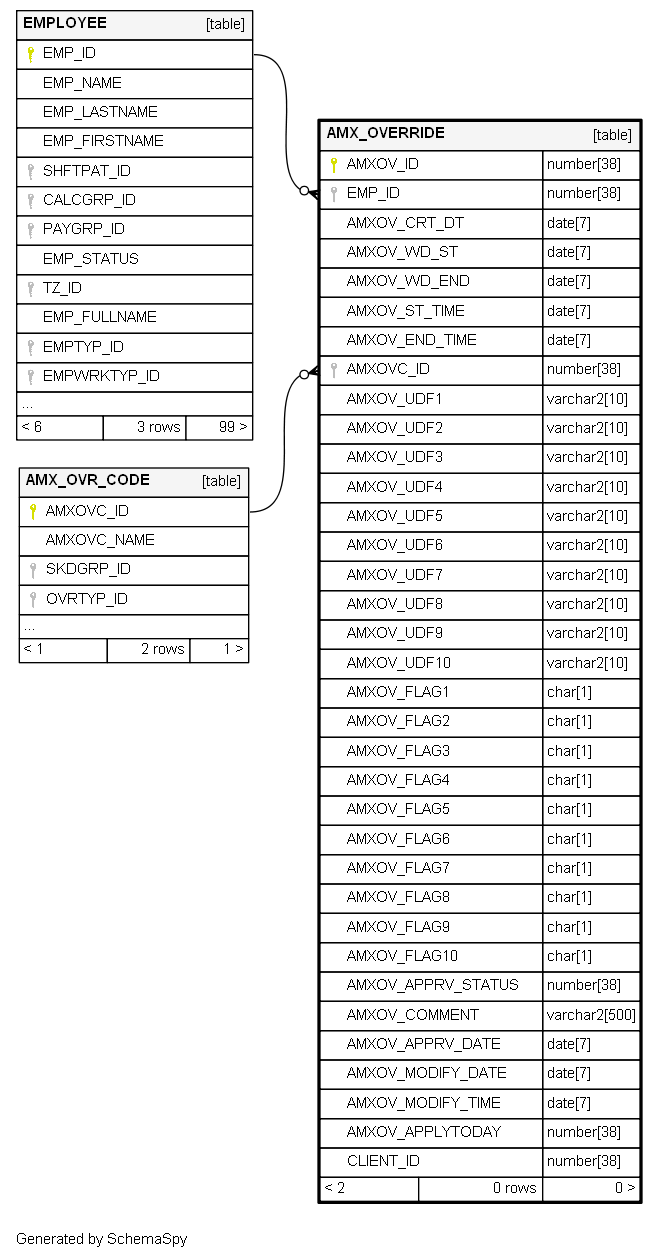 EMPLOYEE [table]
EMP_ID
EMP_NAME
EMP_LASTNAME
EMP_FIRSTNAME
SHFTPAT_ID
CALCGRP_ID
PAYGRP_ID
EMP_STATUS
TZ_ID
EMP_FULLNAME
EMPTYP_ID
EMPWRKTYP_ID
...
< 6 3 rows 99 >
AMX_OVR_CODE [table]
AMXOVC_ID
AMXOVC_NAME
SKDGRP_ID
OVRTYP_ID
...
< 1 2 rows 1 >
AMX_OVERRIDE [table]
AMXOV_ID number[38]
EMP_ID number[38]
AMXOV_CRT_DT date[7]
AMXOV_WD_ST date[7]
AMXOV_WD_END date[7]
AMXOV_ST_TIME date[7]
AMXOV_END_TIME date[7]
AMXOVC_ID number[38]
AMXOV_UDF1 varchar2[10]
AMXOV_UDF2 varchar2[10]
AMXOV_UDF3 varchar2[10]
AMXOV_UDF4 varchar2[10]
AMXOV_UDF5 varchar2[10]
AMXOV_UDF6 varchar2[10]
AMXOV_UDF7 varchar2[10]
AMXOV_UDF8 varchar2[10]
AMXOV_UDF9 varchar2[10]
AMXOV_UDF10 varchar2[10]
AMXOV_FLAG1 char[1]
AMXOV_FLAG2 char[1]
AMXOV_FLAG3 char[1]
AMXOV_FLAG4 char[1]
AMXOV_FLAG5 char[1]
AMXOV_FLAG6 char[1]
AMXOV_FLAG7 char[1]
AMXOV_FLAG8 char[1]
AMXOV_FLAG9 char[1]
AMXOV_FLAG10 char[1]
AMXOV_APPRV_STATUS number[38]
AMXOV_COMMENT varchar2[500]
AMXOV_APPRV_DATE date[7]
AMXOV_MODIFY_DATE date[7]
AMXOV_MODIFY_TIME date[7]
AMXOV_APPLYTODAY number[38]
CLIENT_ID number[38]
< 2 0 rows 0 >
Generated by SchemaSpy